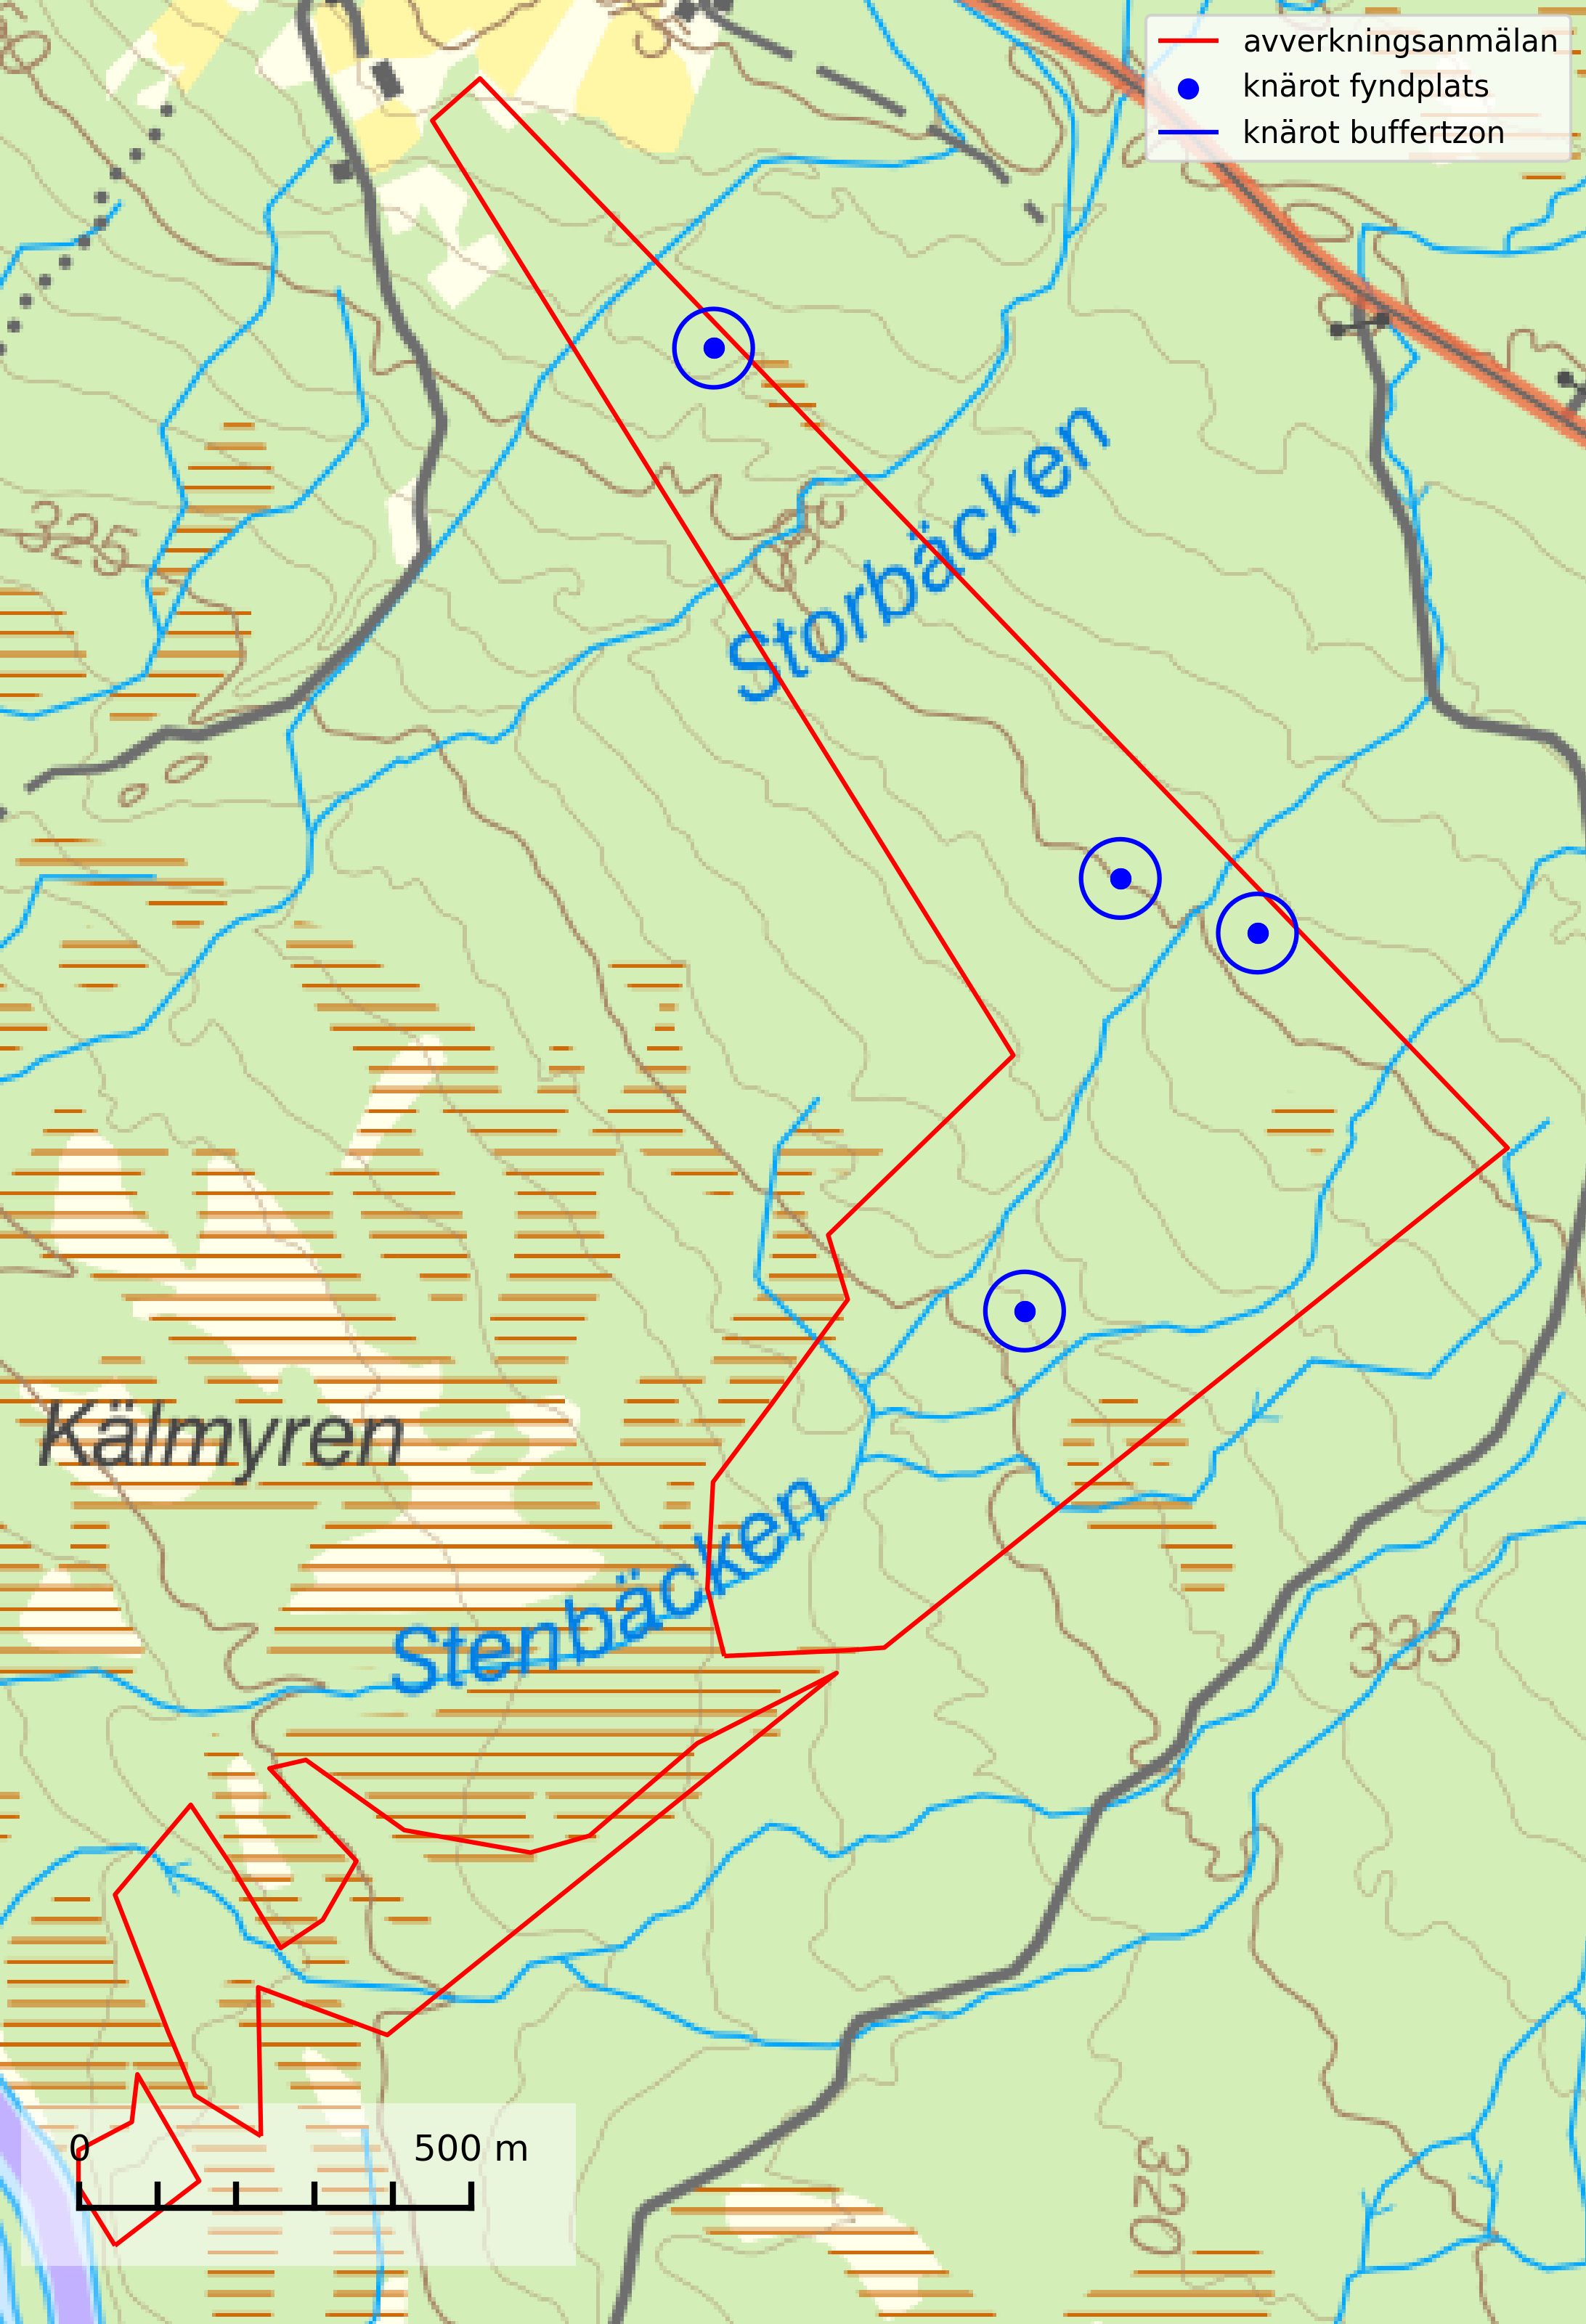 avverkningsanmälan
knärot fyndplats
knärot buffertzon
Storbäcken
325
Kälmyren
Stenbäcken
335
0 500 m
320